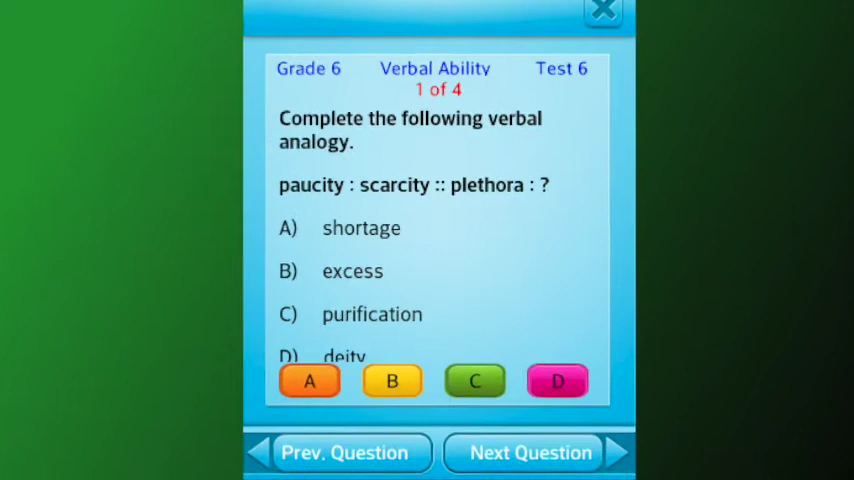 Grade 6 Verbal Ability Test 6
1 of 4
Complete the following verbal
analogy.
paucity : scarcity :: plethora : ?
A) shortage
B) excess
C) purification
D) deity
A B C D
Prev. Question Next Question